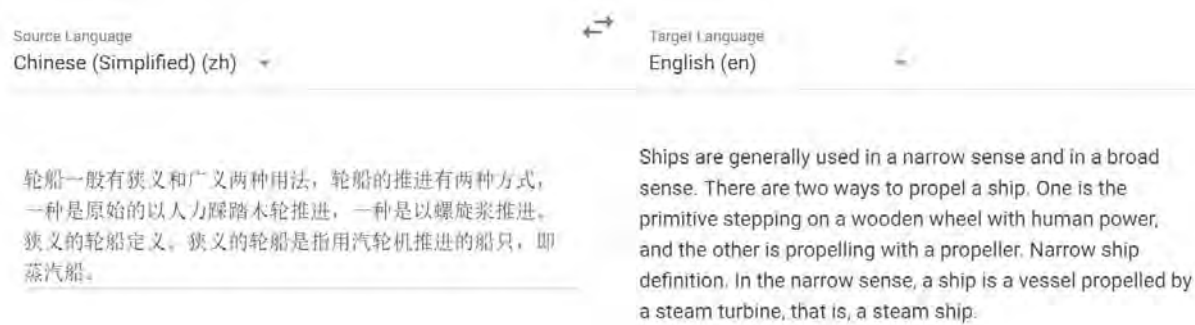 Source Language
Chinese (Simplified) (zh)
Target Language
English (en)
轮船一般有狭义和广义两种用法，轮船的推进有两种方式，
一种是原始的以人力踩踏木轮推进，一种是以螺旋浆推进。
狭义的轮船定义。狭义的轮船是指用汽轮机推进的船只，即
蒸汽船。
Ships are generally used in a narrow sense and in a broad
sense. There are two ways to propel a ship. One is the
primitive stepping on a wooden wheel with human power,
and the other is propelling with a propeller. Narrow ship
definition. In the narrow sense, a ship is a vessel propelled by
a steam turbine, that is, a steam ship.